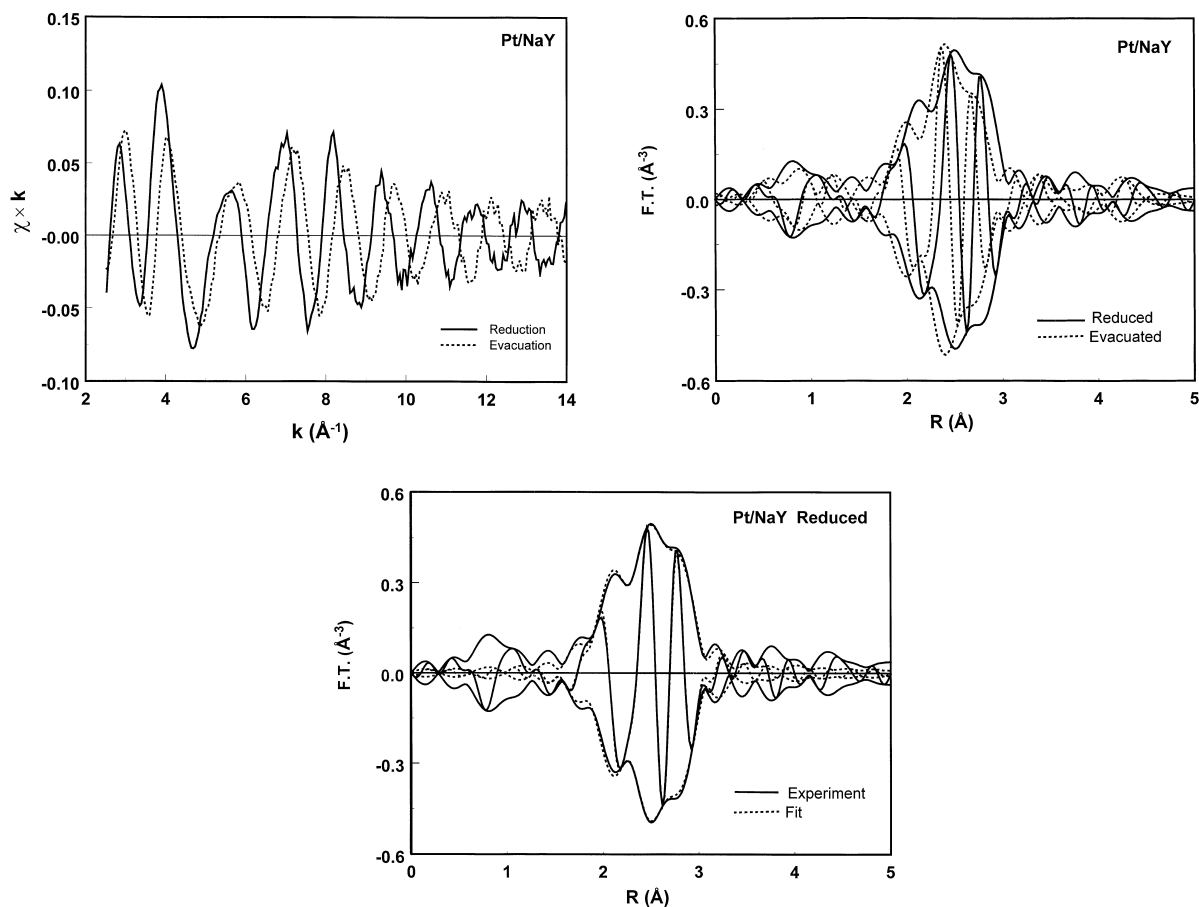 0.15
0.10
0.05
-0.00
-0.05
-0.10
χ × k
Pt/NaY
Reduction
Evacuation
2 4 6 8 10 12 14
k (Å-1)
0.6
0.3
0.0
-0.3
-0.6
F.T. (Å-3)
Pt/NaY
Reduced
Evacuated
0 1 2 3 4 5
R (Å)
0.6
0.3
0.0
-0.3
-0.6
F.T. (Å-3)
Pt/NaY Reduced
Experiment
Fit
0 1 2 3 4 5
R (Å)